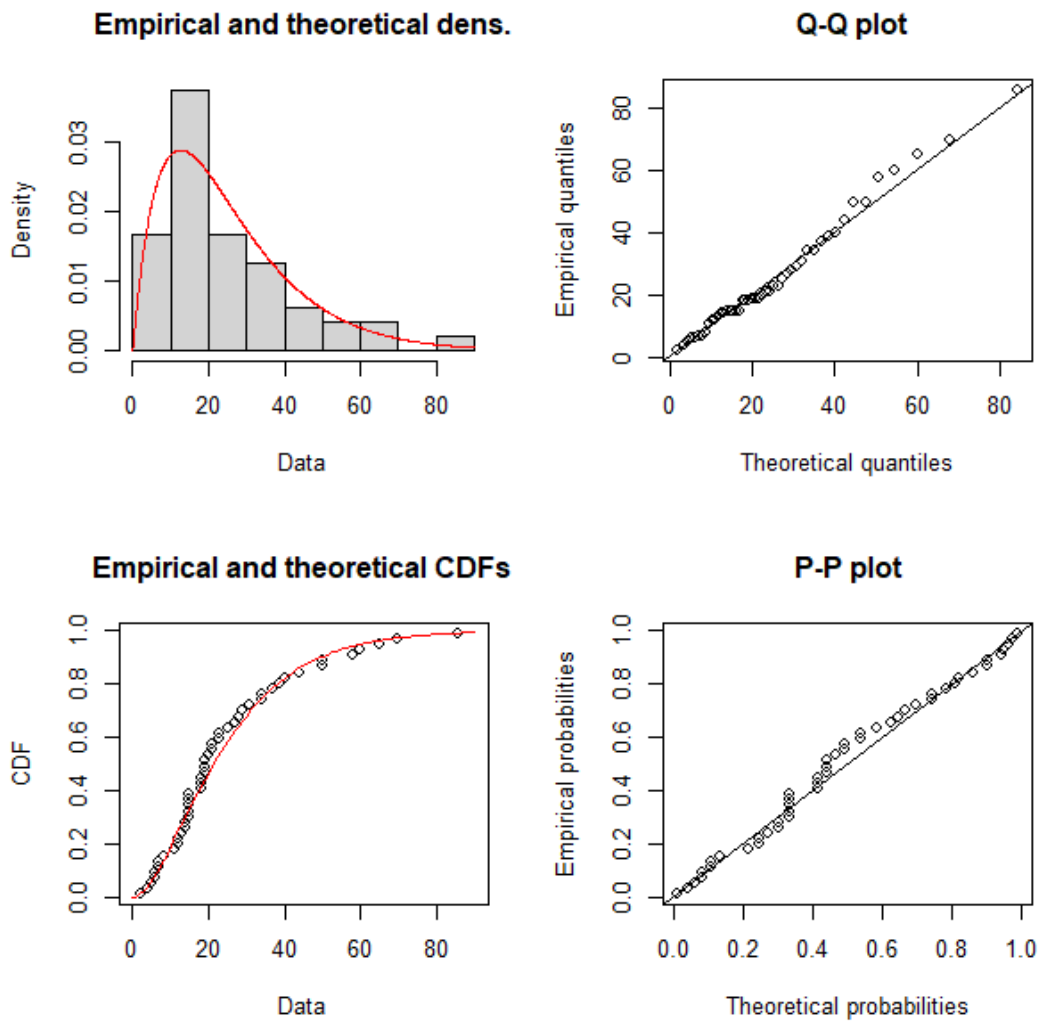 Empirical and theoretical dens.
Density
0.00 0.01 0.02 0.03
0 20 40 60 80
Data
Q-Q plot
Empirical quantiles
0 20 40 60 80
0 20 40 60 80
Theoretical quantiles
Empirical and theoretical CDFs
CDF
0.0 0.2 0.4 0.6 0.8 1.0
0 20 40 60 80
Data
P-P plot
Empirical probabilities
0.0 0.2 0.4 0.6 0.8 1.0
0.0 0.2 0.4 0.6 0.8 1.0
Theoretical probabilities